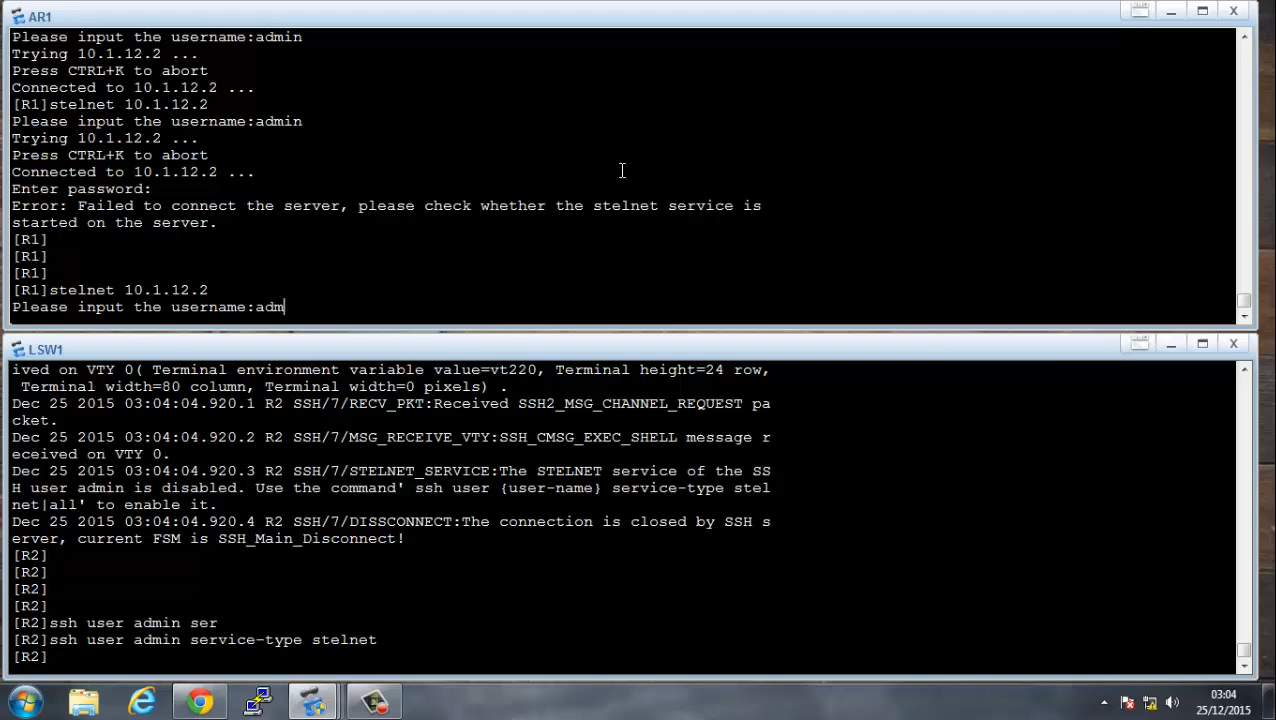 AR1
Please input the username:admin
Trying 10.1.12.2 ...
Press CTRL+K to abort
Connected to 10.1.12.2 ...
[R1]stelnet 10.1.12.2
Please input the username:admin
Trying 10.1.12.2 ...
Press CTRL+K to abort
Connected to 10.1.12.2 ...
Enter password:
Error: Failed to connect the server, please check whether the stelnet service is
started on the server.
[R1]
[R1]
[R1]
[R1]stelnet 10.1.12.2
Please input the username:adm
LSW1
ived on VTY 0( Terminal environment variable value=vt220, Terminal height=24 row,
 Terminal width=80 column, Terminal width=0 pixels) .
Dec 25 2015 03:04:04.920.1 R2 SSH/7/RECV_PKT:Received SSH2_MSG_CHANNEL_REQUEST pa
cket.
Dec 25 2015 03:04:04.920.2 R2 SSH/7/MSG_RECEIVE_VTY:SSH_CMSG_EXEC_SHELL message r
eceived on VTY 0.
Dec 25 2015 03:04:04.920.3 R2 SSH/7/STELNET_SERVICE:The STELNET service of the SS
H user admin is disabled. Use the command' ssh user {user-name} service-type stel
net|all' to enable it.
Dec 25 2015 03:04:04.920.4 R2 SSH/7/DISSCONNECT:The connection is closed by SSH s
erver, current FSM is SSH_Main_Disconnect!
[R2]
[R2]
[R2]
[R2]
[R2]ssh user admin ser
[R2]ssh user admin service-type stelnet
[R2]
03:04
25/12/2015